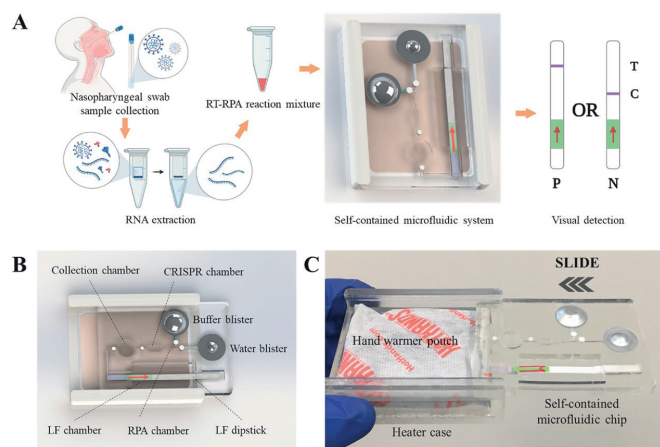 A
Nasopharyngeal swab
sample collection
RT-RPA reaction mixture
RNA extraction
Self-contained microfluidic system
T
C
OR
P
N
Visual detection
B
Collection chamber
CRISPR chamber
Buffer blister
Water blister
LF chamber
RPA chamber
LF dipstick
C
SLIDE
HotHands
WARMERS
Hand warmer pouch
Heater case
Self-contained
microfluidic chip